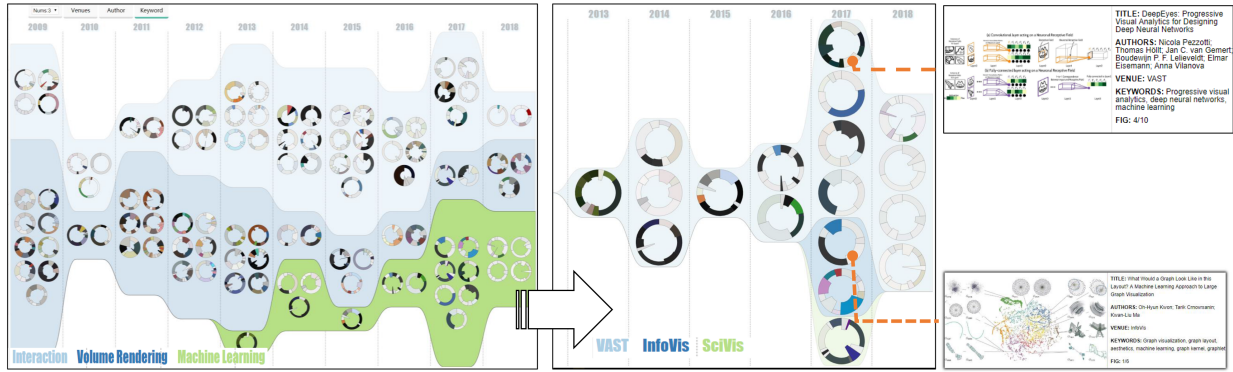 Nums 3 Venues Author Keyword
2009 2010 2011 2012 2013 2014 2015 2016 2017 2018
Interaction Volume Rendering Machine Learning
2013 2014 2015 2016 2017 2018
VAST InfoVis SciVis
TITLE: DeepEyes: Progressive
Visual Analytics for Designing
Deep Neural Networks
AUTHORS: Nicola Pezzotti;
Thomas Höllt; Jan C. van Gemert;
Boudewijn P. F. Lelieveldt; Elmar
Eisemann; Anna Vilanova
VENUE: VAST
KEYWORDS: Progressive visual
analytics, deep neural networks,
machine learning
FIG: 4/10
TITLE: What Would a Graph Look Like in this
Layout? A Machine Learning Approach to Large
Graph Visualization
AUTHORS: Oh-Hyun Kwon; Tarik Crnovrsanin;
Kwan-Liu Ma
VENUE: InfoVis
KEYWORDS: Graph visualization, graph layout,
aesthetics, machine learning, graph kernel, graphlet
FIG: 1/6